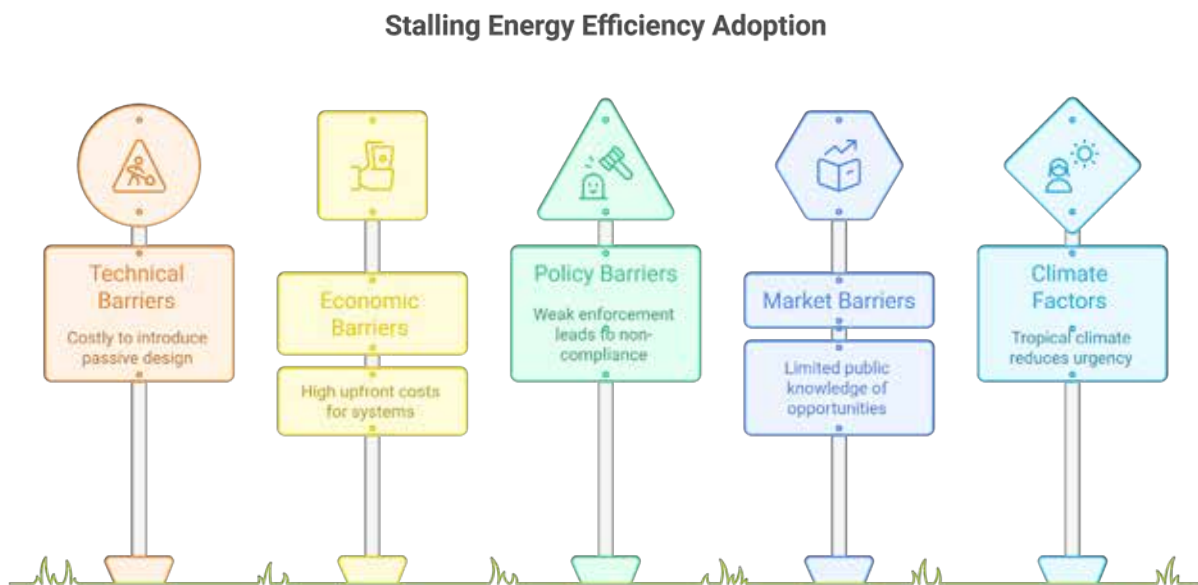 Stalling Energy Efficiency Adoption
Technical
Barriers
Costly to introduce
passive design
Economic
Barriers
High upfront costs
for systems
Policy Barriers
Weak enforcement
leads to non-
compliance
Market Barriers
Limited public
knowledge of
opportunities
Climate
Factors
Tropical climate
reduces urgency